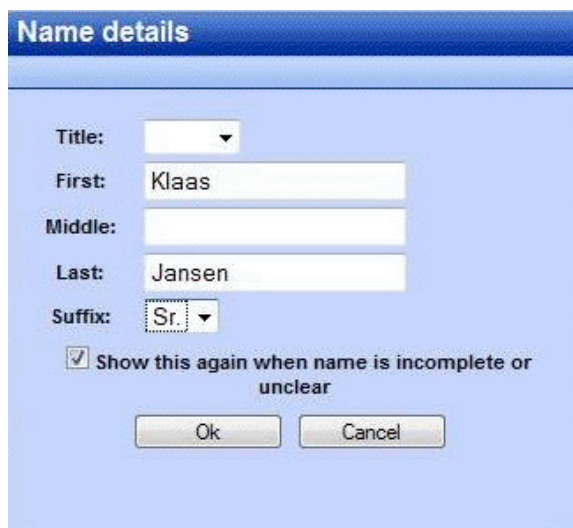 Name details
Title:
First: Klaas
Middle:
Last: Jansen
Suffix: Sr.
Show this again when name is incomplete or
unclear
Ok Cancel